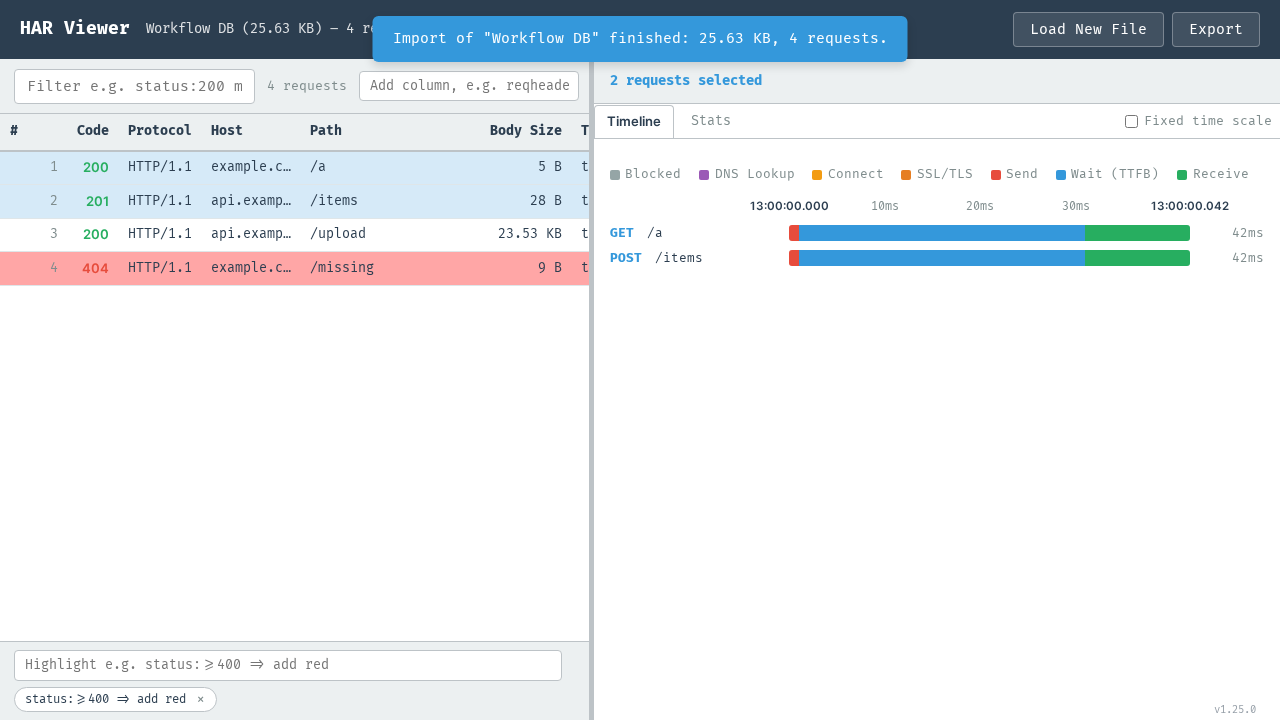 HAR Viewer
Workflow DB (25.63 KB) — 4
Import of "Workflow DB" finished: 25.63 KB, 4 requests.
Load New File
Export
Filter e.g. status:200 m
4 requests
Add column, e.g. reqheade
2 requests selected
# Code Protocol Host Path Body Size T
1 200 HTTP/1.1 example.c… /a 5 B t
2 201 HTTP/1.1 api.examp… /items 28 B t
3 200 HTTP/1.1 api.examp… /upload 23.53 KB t
4 404 HTTP/1.1 example.c… /missing 9 B t
Timeline
Stats
Fixed time scale
Blocked DNS Lookup Connect SSL/TLS Send Wait (TTFB) Receive
13:00:00.000 10ms 20ms 30ms 13:00:00.042
GET /a 42ms
POST /items 42ms
Highlight e.g. status:>=400 => add red
status:>=400 => add red ×
v1.25.0